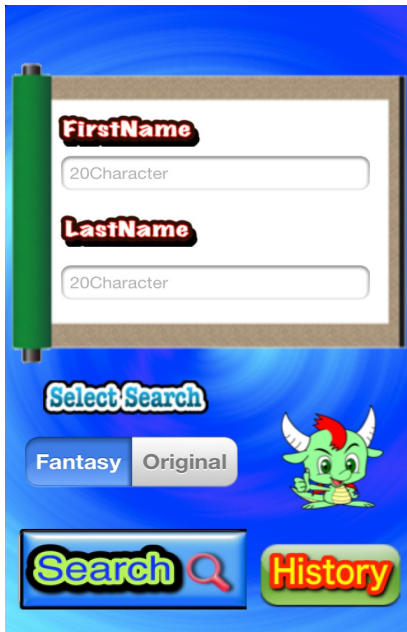 FirstName
20Character
LastName
20Character
Select Search
Fantasy Original
Search History